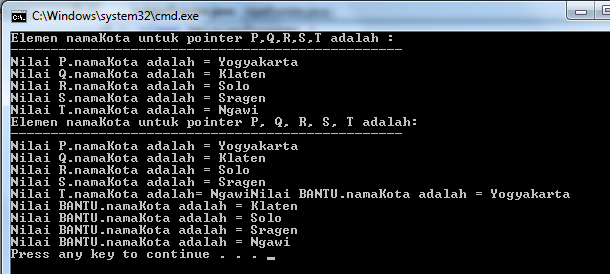 C:\Windows\system32\cmd.exe
Elemen namaKota untuk pointer P,Q,R,S,T adalah :
--------------------------------------------------
Nilai P.namaKota adalah = Yogyakarta
Nilai Q.namaKota adalah = Klaten
Nilai R.namaKota adalah = Solo
Nilai S.namaKota adalah = Sragen
Nilai T.namaKota adalah = Ngawi
Elemen namaKota untuk pointer P, Q, R, S, T adalah:
--------------------------------------------------
Nilai P.namaKota adalah = Yogyakarta
Nilai Q.namaKota adalah = Klaten
Nilai R.namaKota adalah = Solo
Nilai S.namaKota adalah = Sragen
Nilai T.namaKota adalah= NgawiNilai BANTU.namaKota adalah = Yogyakarta
Nilai BANTU.namaKota adalah = Klaten
Nilai BANTU.namaKota adalah = Solo
Nilai BANTU.namaKota adalah = Sragen
Nilai BANTU.namaKota adalah = Ngawi
Press any key to continue . . .